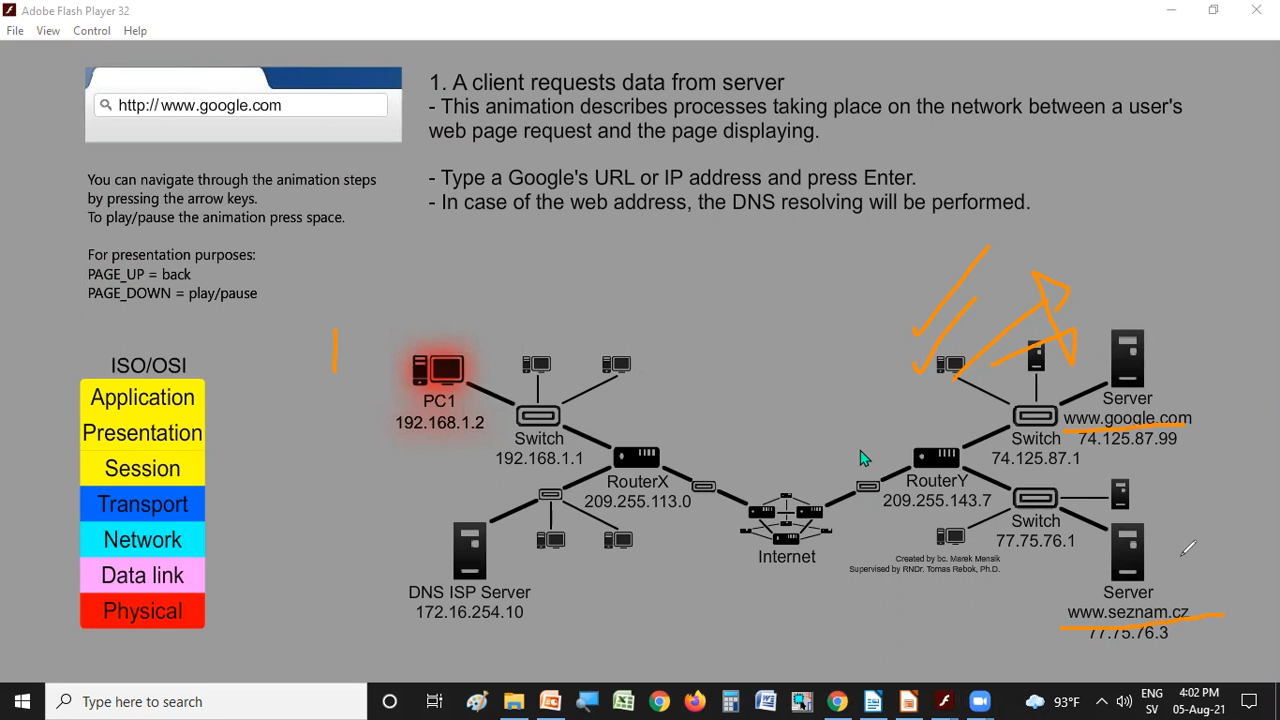 Adobe Flash Player 32
File View Control Help
http://www.google.com
You can navigate through the animation steps
by pressing the arrow keys.
To play/pause the animation press space.
For presentation purposes:
PAGE_UP = back
PAGE_DOWN = play/pause
1. A client requests data from server
- This animation describes processes taking place on the network between a user's
web page request and the page displaying.
- Type a Google's URL or IP address and press Enter.
- In case of the web address, the DNS resolving will be performed.
ISO/OSI
Application
Presentation
Session
Transport
Network
Data link
Physical
PC1
192.168.1.2
Switch
192.168.1.1
RouterX
209.255.113.0
DNS ISP Server
172.16.254.10
Internet
RouterY
209.255.143.7
Switch
74.125.87.1
Server
www.google.com
74.125.87.99
Switch
77.75.76.1
Server
www.seznam.cz
77.75.76.3
Created by bc. Marek Menšík
Supervised by RNDr. Tomas Rebok, Ph.D.
Type here to search
93°F
ENG
SV
4:02 PM
05-Aug-21